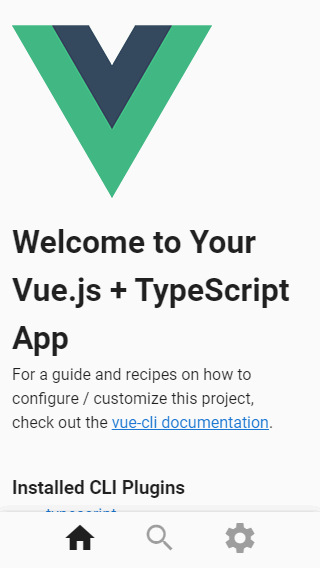 Welcome to Your
Vue.js + TypeScript
App
For a guide and recipes on how to
configure / customize this project,
check out the vue-cli documentation.
Installed CLI Plugins
typescript